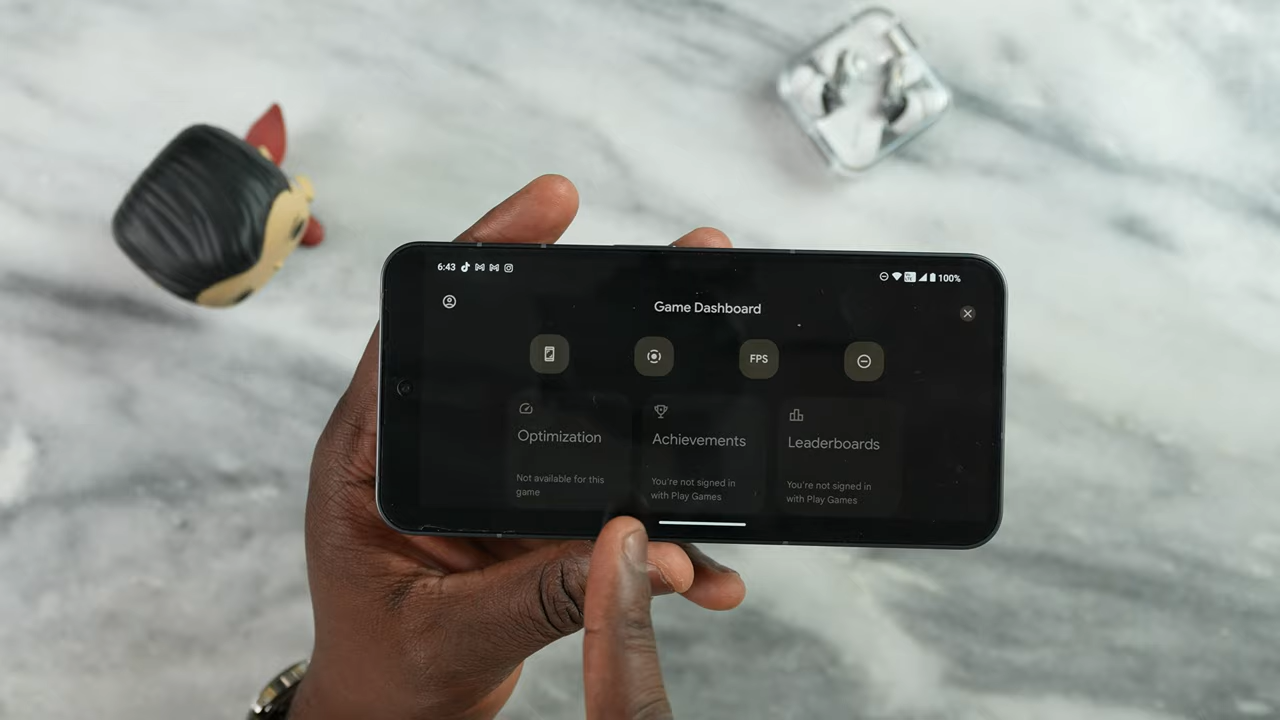 6:43
100%
Game Dashboard
FPS
Optimization
Achievements
Leaderboards
Not available for this
game
You're not signed in
with Play Games
You're not signed in
with Play Games